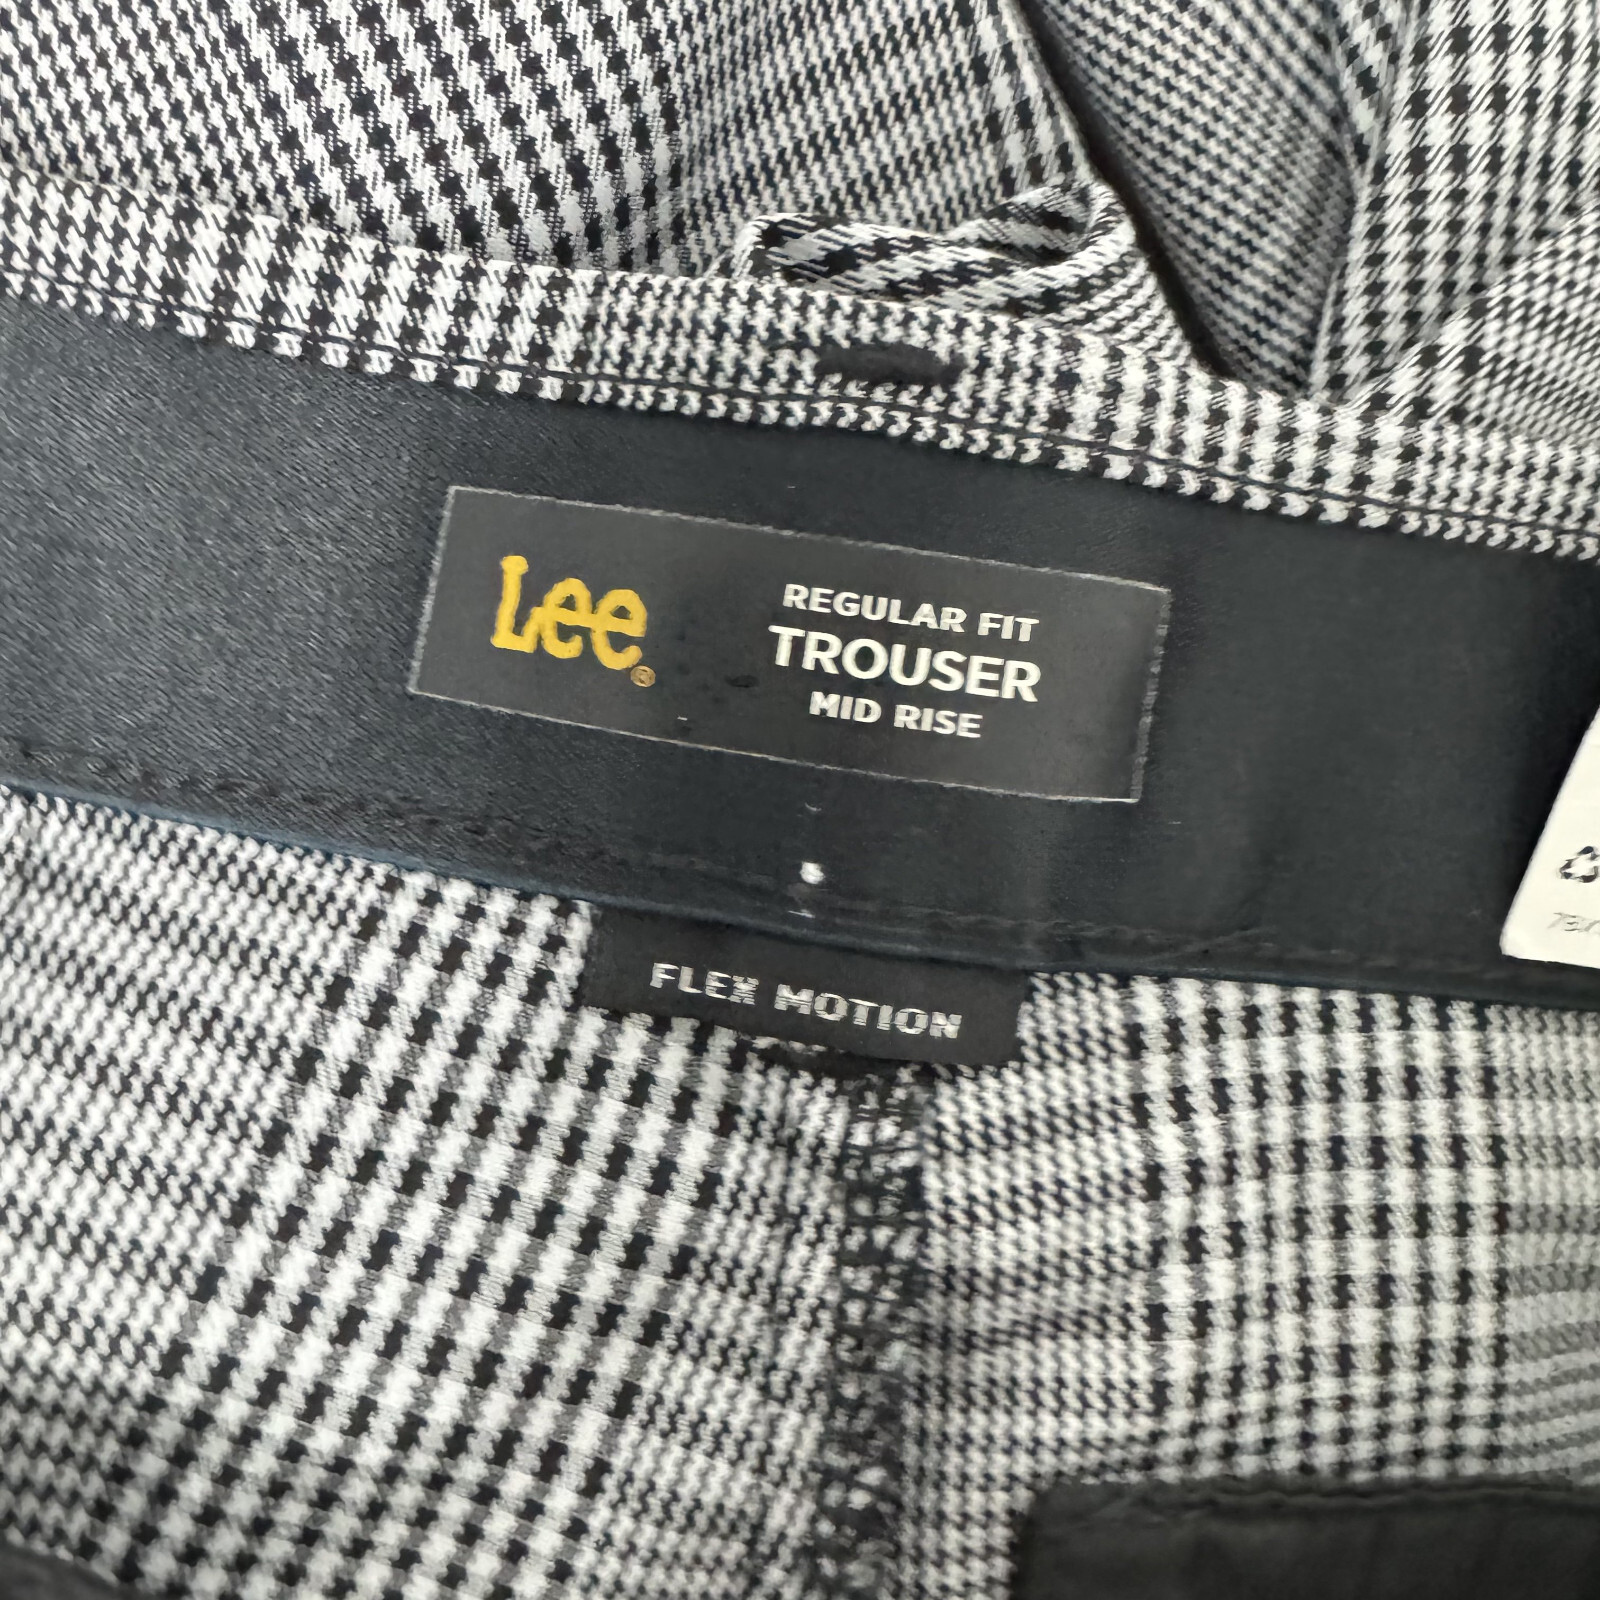 Lee®
REGULAR FIT
TROUSER
MID RISE
FLEX MOTION